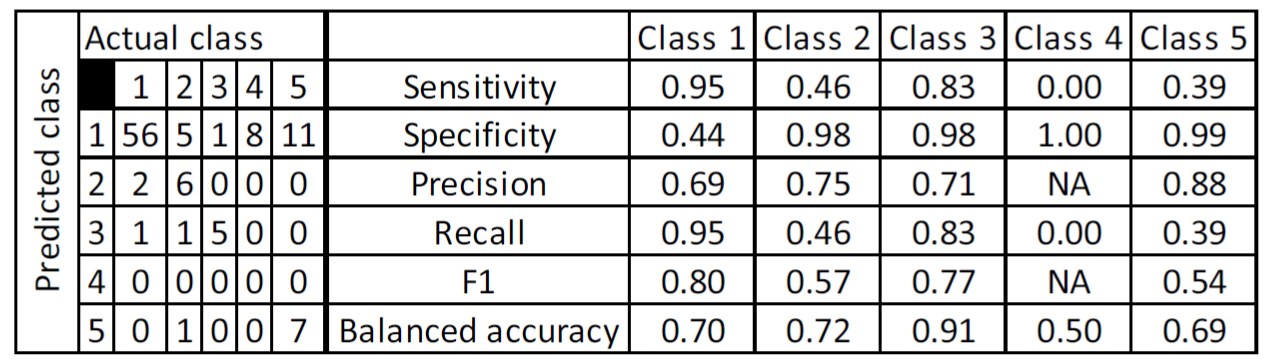 Predicted class
Actual class Class 1 Class 2 Class 3 Class 4 Class 5
1 2 3 4 5 Sensitivity 0.95 0.46 0.83 0.00 0.39
1 56 5 1 8 11 Specificity 0.44 0.98 0.98 1.00 0.99
2 2 6 0 0 0 Precision 0.69 0.75 0.71 NA 0.88
3 1 1 5 0 0 Recall 0.95 0.46 0.83 0.00 0.39
4 0 0 0 0 0 F1 0.80 0.57 0.77 NA 0.54
5 0 1 0 0 7 Balanced accuracy 0.70 0.72 0.91 0.50 0.69